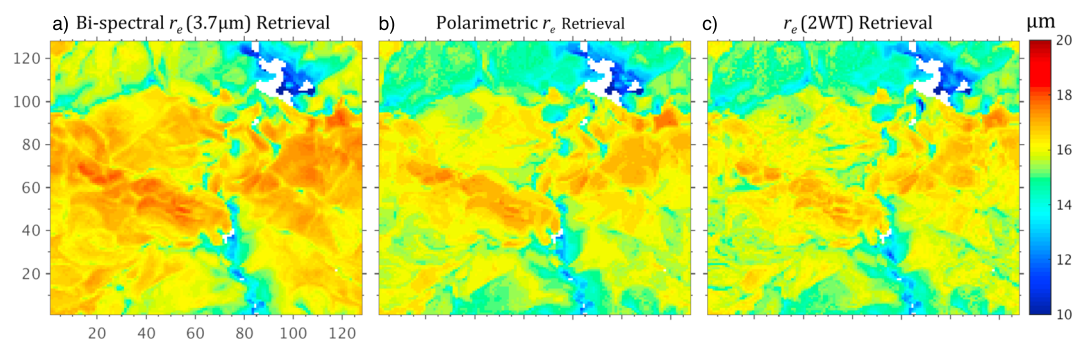 a) Bi-spectral rₑ(3.7μm) Retrieval
b) Polarimetric rₑ Retrieval
c) rₑ(2WT) Retrieval
μm
120
100
80
60
40
20
20 40 60 80 100 120
20
18
16
14
12
10